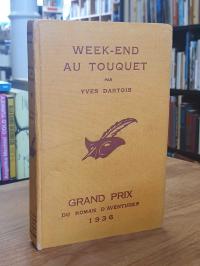 WEEK-END
AU TOUQUET
PAR
YVES DARTOIS
GRAND PRIX
DU ROMAN D'AVENTURES
1936